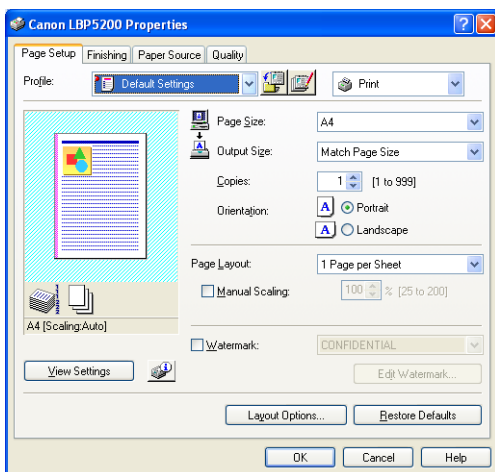 Canon LBP5200 Properties
Page Setup Finishing Paper Source Quality
Profile: Default Settings Print
Page Size: A4
Output Size: Match Page Size
Copies: 1 [1 to 999]
Orientation: A Portrait
A Landscape
Page Layout: 1 Page per Sheet
Manual Scaling: 100 % [25 to 200]
A4 [Scaling:Auto]
Watermark: CONFIDENTIAL
View Settings Edit Watermark...
Layout Options... Restore Defaults
OK Cancel Help